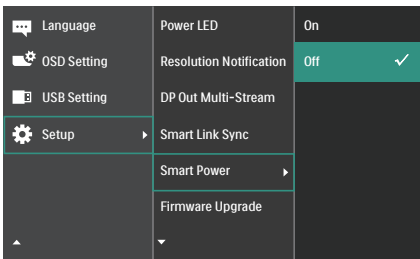 Language
OSD Setting
USB Setting
Setup
Power LED
Resolution Notification
DP Out Multi-Stream
Smart Link Sync
Smart Power
Firmware Upgrade
On
Off